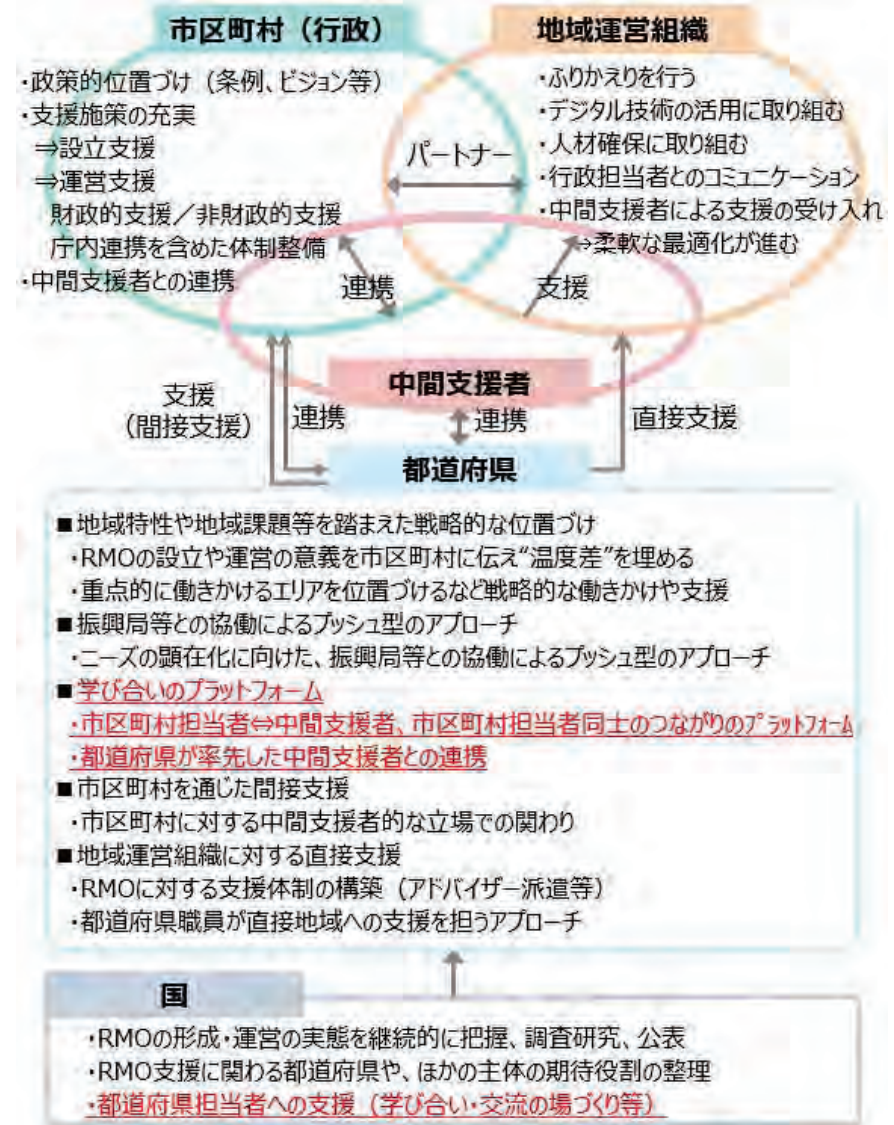 市区町村（行政）
・政策的位置づけ（条例、ビジョン等）
・支援施策の充実
⇒設立支援
⇒運営支援
財政的支援／非財政的支援
庁内連携を含めた体制整備
・中間支援者との連携
地域運営組織
・ふりかえりを行う
・デジタル技術の活用に取り組む
・人材確保に取り組む
・行政担当者とのコミュニケーション
・中間支援者による支援の受け入れ
⇒柔軟な最適化が進む
パートナー
連携
支援
中間支援者
支援
（間接支援）
連携
連携
直接支援
都道府県
■地域特性や地域課題等を踏まえた戦略的な位置づけ
・RMOの設立や運営の意義を市区町村に伝え“温度差”を埋める
・重点的に働きかけるエリアを位置づけるなど戦略的な働きかけや支援
■振興局等との協働によるプッシュ型のアプローチ
・ニーズの顕在化に向けた、振興局等との協働によるプッシュ型のアプローチ
■学び合いのプラットフォーム
・市区町村担当者⇔中間支援者、市区町村担当者同士のつながりのプラットフォーム
・都道府県が率先した中間支援者との連携
■市区町村を通じた間接支援
・市区町村に対する中間支援者的な立場での関わり
■地域運営組織に対する直接支援
・RMOに対する支援体制の構築（アドバイザー派遣等）
・都道府県職員が直接地域への支援を担うアプローチ
国
・RMOの形成・運営の実態を継続的に把握、調査研究、公表
・RMO支援に関わる都道府県や、ほかの主体の期待役割の整理
・都道府県担当者への支援（学び合い・交流の場づくり等）